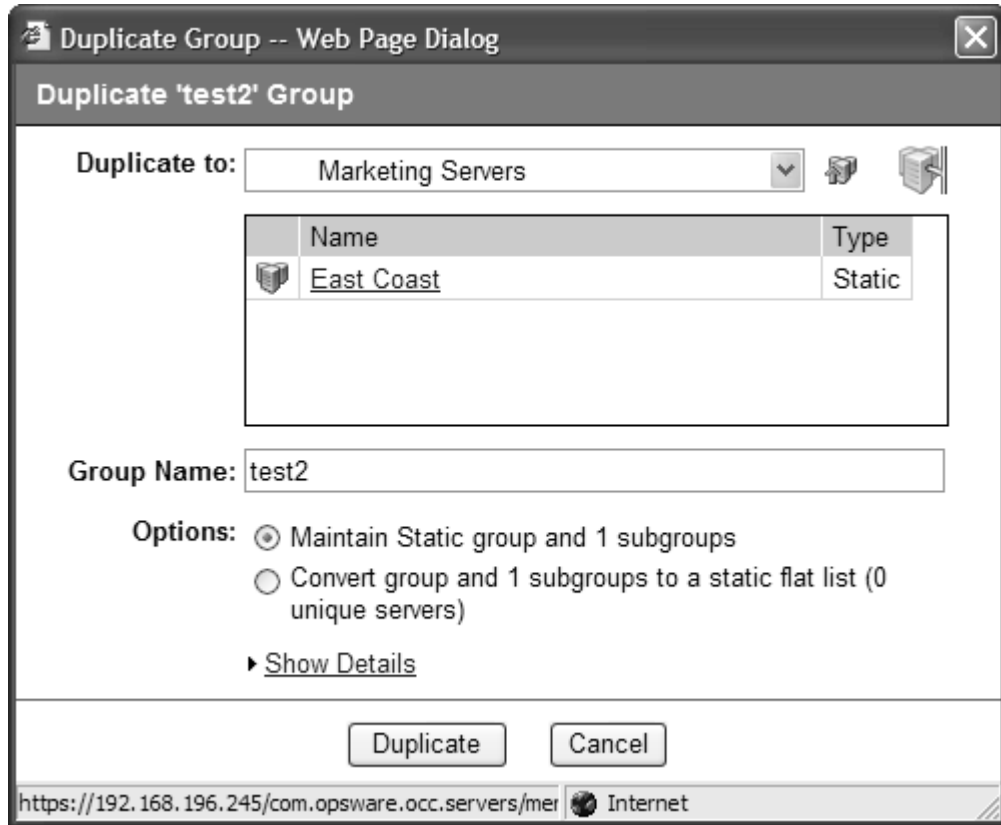 Duplicate Group -- Web Page Dialog
Duplicate 'test2' Group
Duplicate to: Marketing Servers
Name Type
East Coast Static
Group Name: test2
Options: Maintain Static group and 1 subgroups
Convert group and 1 subgroups to a static flat list (0
unique servers)
Show Details
Duplicate Cancel
https://192.168.196.245/com.opsware.occ.servers/mer Internet